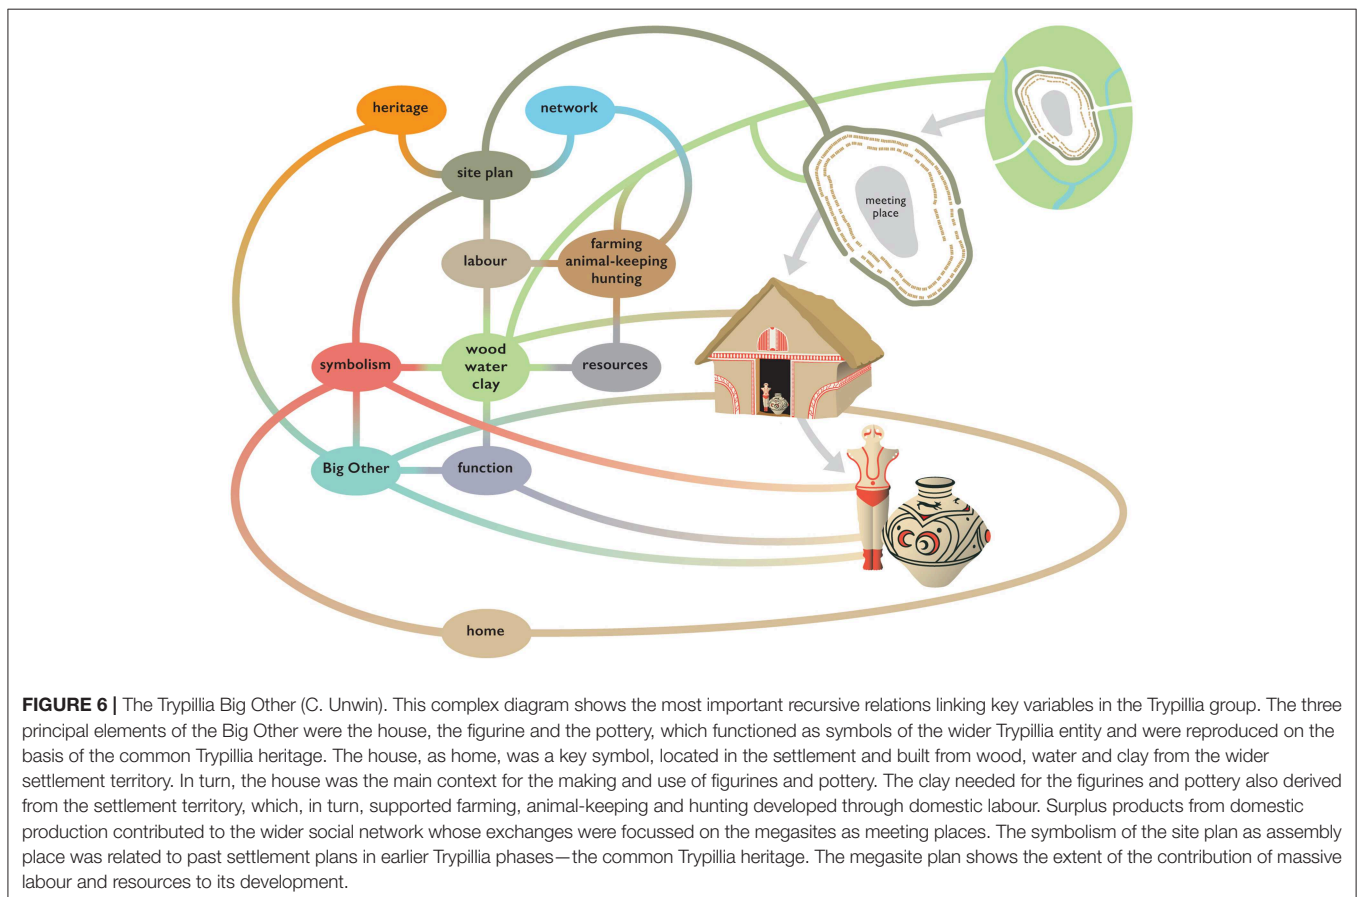 heritage
network
site plan
meeting
place
labour
farming
animal-keeping
hunting
symbolism
wood
water
clay
resources
Big Other
function
home
FIGURE 6 | The Trypillia Big Other (C. Unwin). This complex diagram shows the most important recursive relations linking key variables in the Trypillia group. The three
principal elements of the Big Other were the house, the figurine and the pottery, which functioned as symbols of the wider Trypillia entity and were reproduced on the
basis of the common Trypillia heritage. The house, as home, was a key symbol, located in the settlement and built from wood, water and clay from the wider
settlement territory. In turn, the house was the main context for the making and use of figurines and pottery. The clay needed for the figurines and pottery also derived
from the settlement territory, which, in turn, supported farming, animal-keeping and hunting developed through domestic labour. Surplus products from domestic
production contributed to the wider social network whose exchanges were focussed on the megasites as meeting places. The symbolism of the site plan as assembly
place was related to past settlement plans in earlier Trypillia phases—the common Trypillia heritage. The megasite plan shows the extent of the contribution of massive
labour and resources to its development.